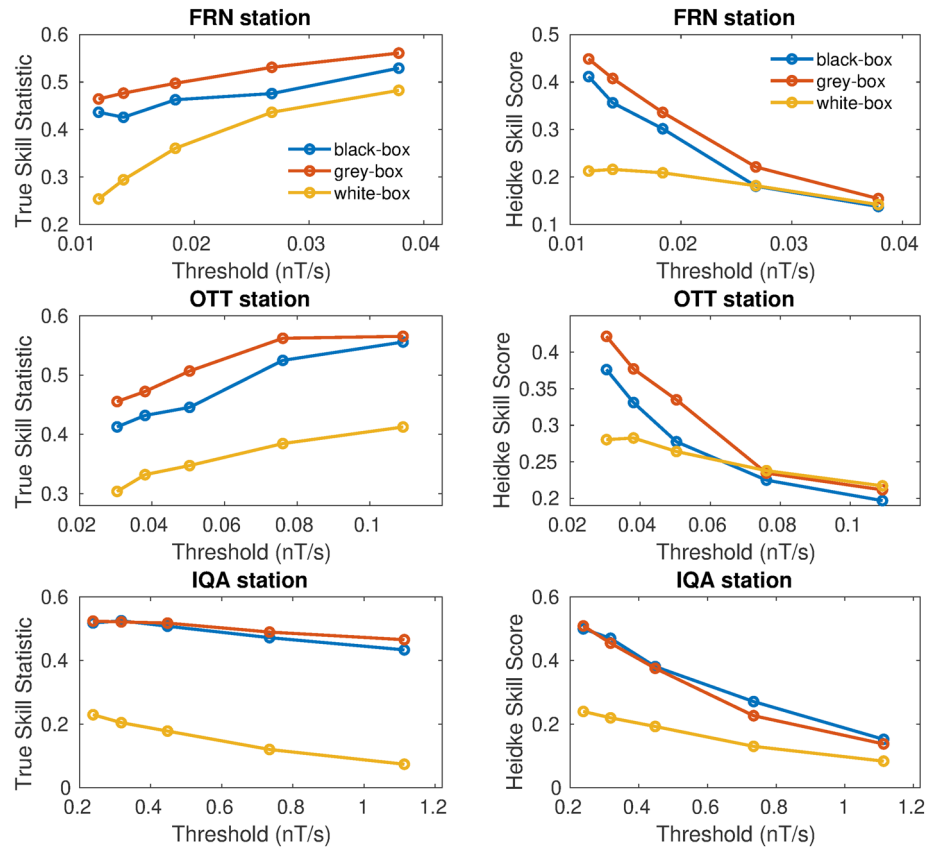 FRN station
True Skill Statistic
0.6
0.5
0.4
0.3
0.2
black-box
grey-box
white-box
0.01 0.02 0.03 0.04
Threshold (nT/s)
FRN station
Heidke Skill Score
0.5
0.4
0.3
0.2
0.1
black-box
grey-box
white-box
0.01 0.02 0.03 0.04
Threshold (nT/s)
OTT station
True Skill Statistic
0.6
0.5
0.4
0.3
0.02 0.04 0.06 0.08 0.1
Threshold (nT/s)
OTT station
Heidke Skill Score
0.4
0.35
0.3
0.25
0.2
0.02 0.04 0.06 0.08 0.1
Threshold (nT/s)
IQA station
True Skill Statistic
0.6
0.4
0.2
0
0.2 0.4 0.6 0.8 1 1.2
Threshold (nT/s)
IQA station
Heidke Skill Score
0.6
0.4
0.2
0
0.2 0.4 0.6 0.8 1 1.2
Threshold (nT/s)